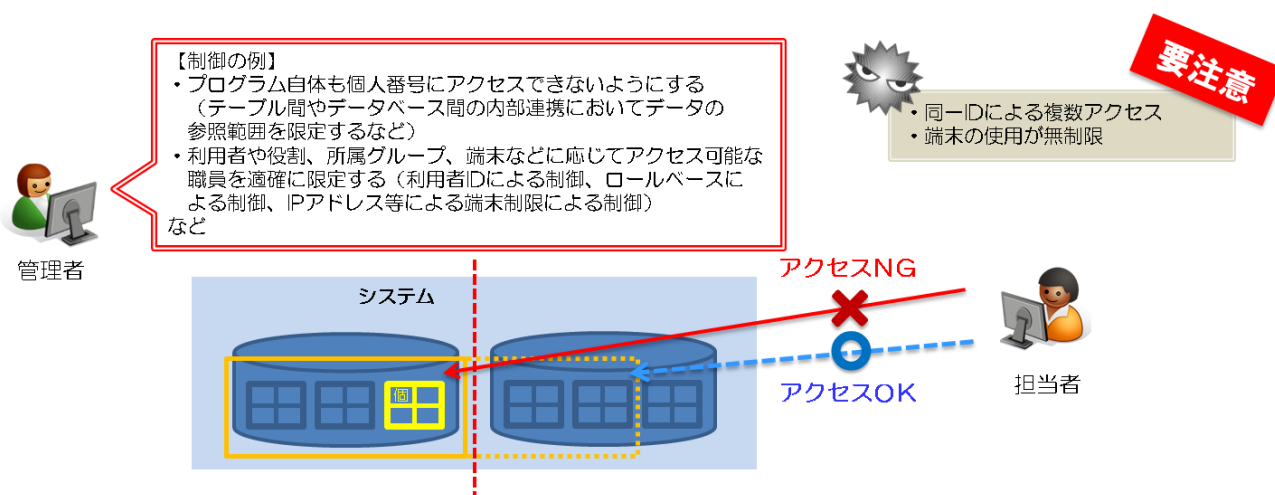 【制御の例】
・プログラム自体も個人番号にアクセスできないようにする
（テーブル間やデータベース間の内部連携においてデータの
参照範囲を限定するなど）
・利用者や役割、所属グループ、端末などに応じてアクセス可能な
職員を適確に限定する（利用者IDによる制御、ロールベースに
よる制御、IPアドレス等による端末制限による制御）
など
管理者
要注意
・同一IDによる複数アクセス
・端末の使用が無制限
システム
個
アクセスNG
アクセスOK
担当者